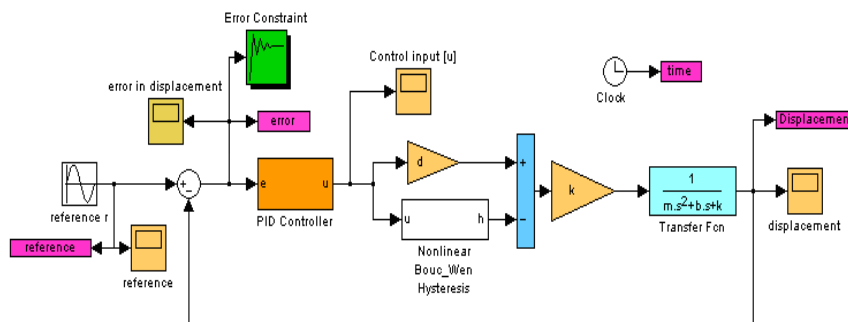 Error Constraint
error in displacement
error
Control input [u]
Clock
time
Displacemen
reference r
+
-
e
u
PID Controller
d
u
h
Nonlinear
Bouc_Wen
Hysteresis
+
-
k
1
m.s²+b.s+k
Transfer Fcn
displacement
reference
reference